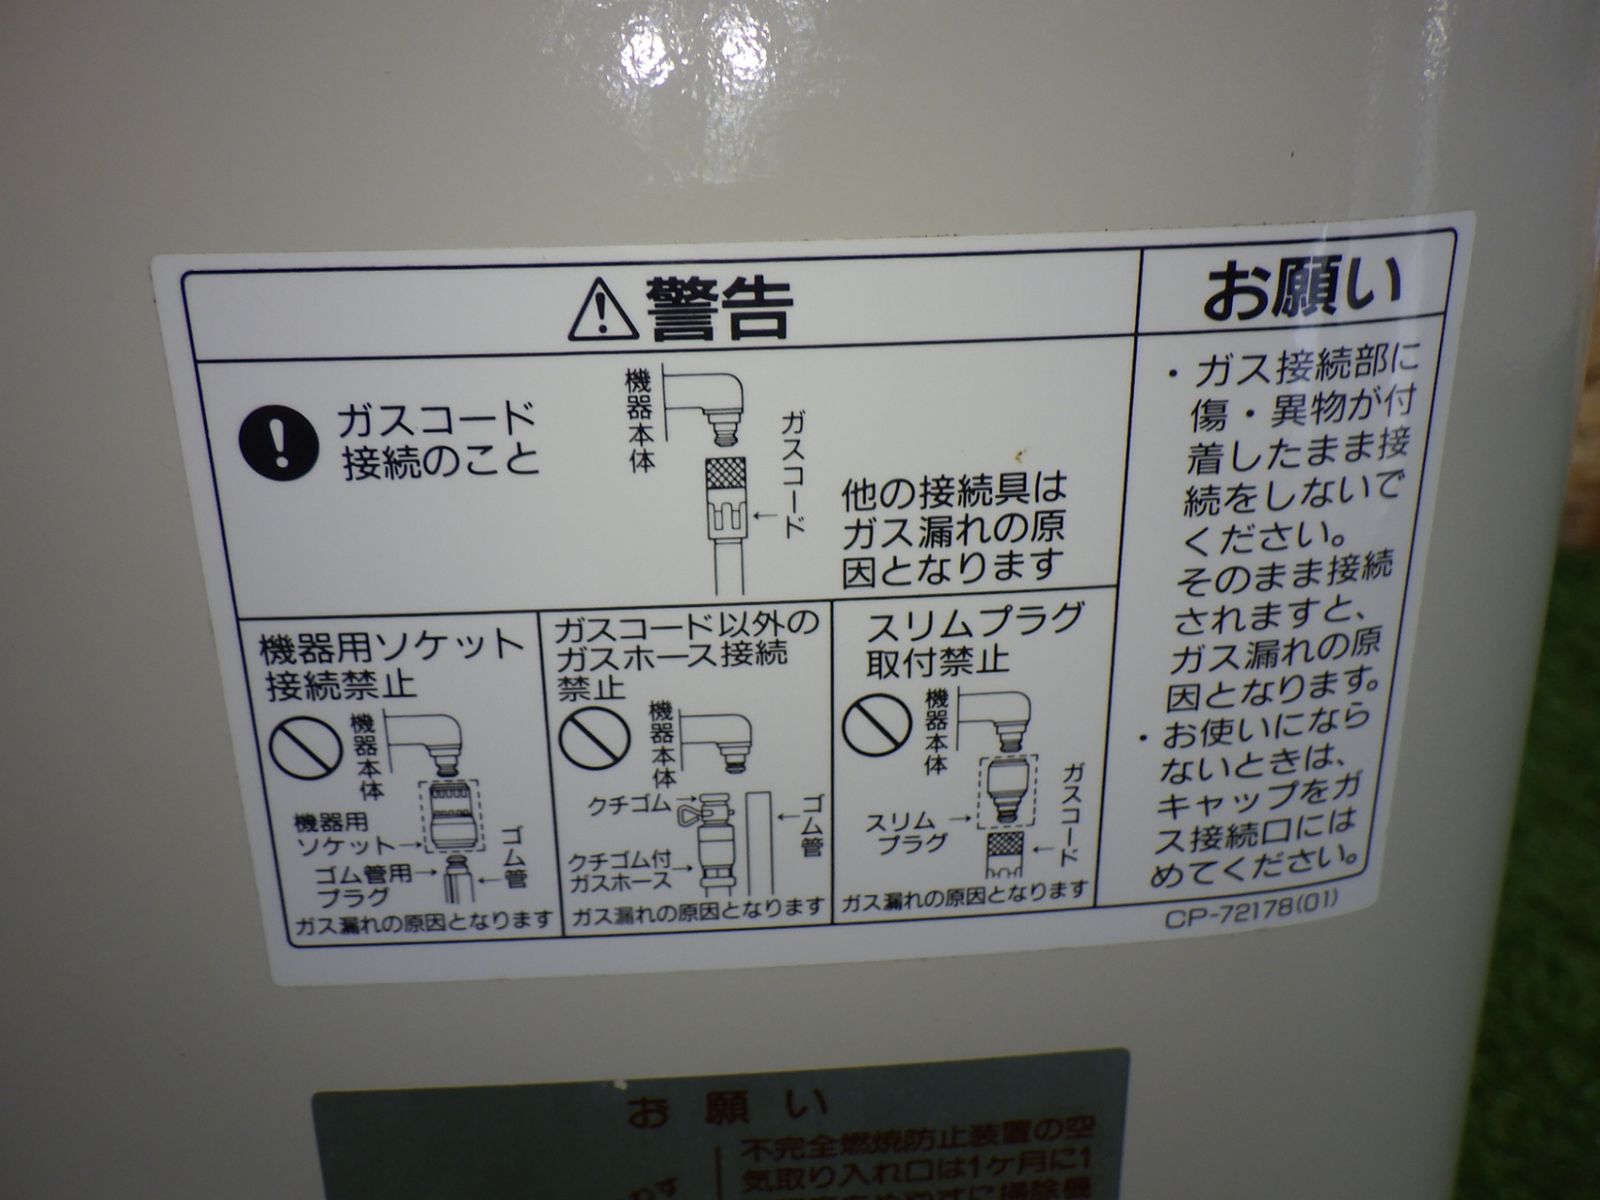 警告
ガスコード
接続のこと
機器本体
ガスコード
他の接続具は
ガス漏れの原
因となります
機器用ソケット
接続禁止
機器本体
機器用
ソケット
ゴム管用
プラグ
ゴム管
ガス漏れの原因となります
ガスコード以外の
ガスホース接続
禁止
機器本体
クチゴム
クチゴム付
ガスホース
ゴム管
ガス漏れの原因となります
スリムプラグ
取付禁止
機器本体
スリム
プラグ
ガスコード
ガス漏れの原因となります
お願い
・ガス接続部に
傷・異物が付
着したまま接
続をしないで
ください。
そのまま接続
されますと、
ガス漏れの原
因となります。
・お使いになら
ないときは、
キャップをガ
ス接続口には
めてください。
CP-72178(01)
お願い
不完全燃焼防止装置の空
気取り入れ口は1ケ月に1